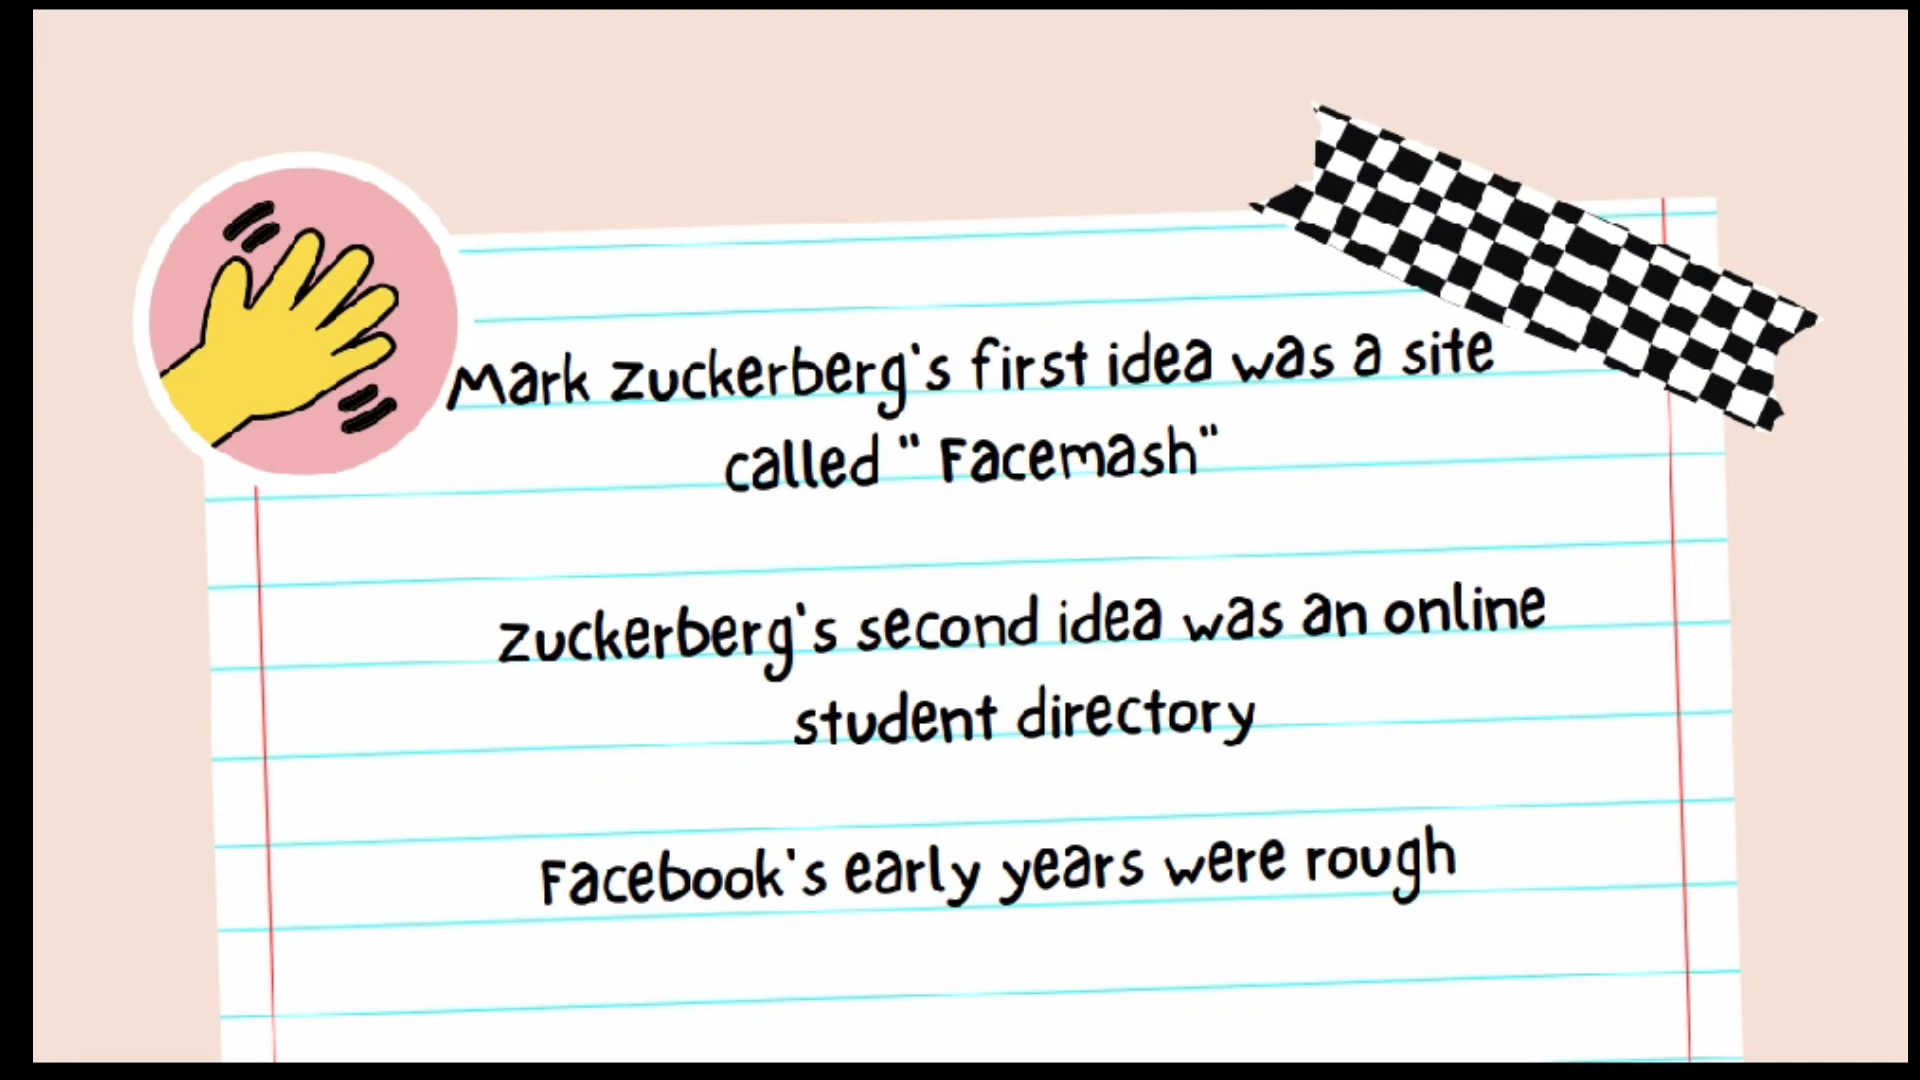 Mark Zuckerberg's first idea was a site
called " Facemash"
Zuckerberg's second idea was an online
student directory
Facebook's early years were rough